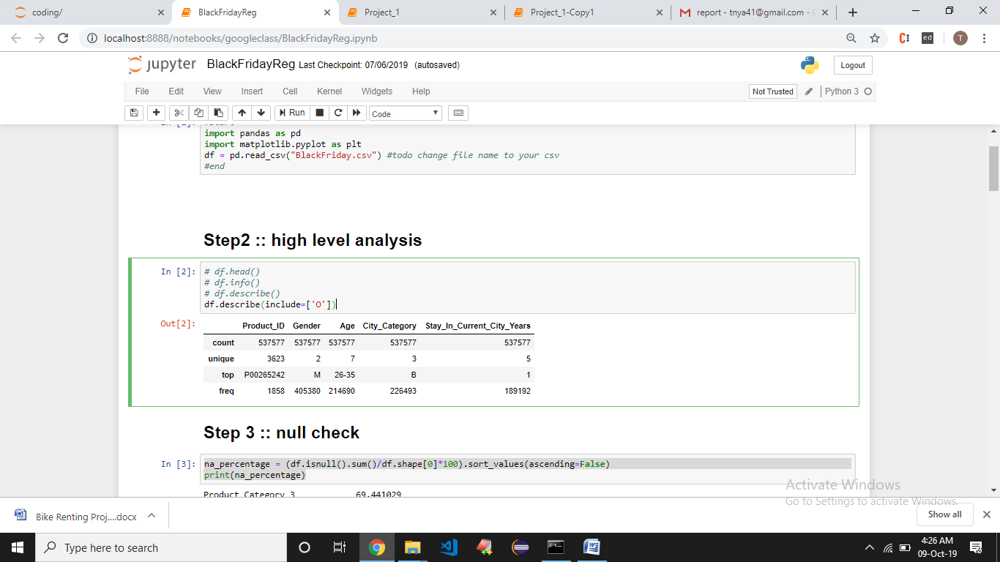 coding/
BlackFridayReg
Project_1
Project_1-Copy1
report - tnya41@gmail.com -
localhost:8888/notebooks/googleclass/BlackFridayReg.ipynb
C:
ed
T
jupyter BlackFridayReg Last Checkpoint: 07/06/2019 (autosaved)
Logout
File Edit View Insert Cell Kernel Widgets Help
Not Trusted
Python 3
Run
Code
import pandas as pd
import matplotlib.pyplot as plt
df = pd.read_csv("BlackFriday.csv") #todo change file name to your csv
#end
Step2 :: high level analysis
In [2]: # df.head()
# df.info()
# df.describe()
df.describe(include=['O'])
Out[2]:
Product_ID Gender Age City_Category Stay_In_Current_City_Years
count 537577 537577 537577 537577 537577
unique 3623 2 7 3 5
top P00265242 M 26-35 B 1
freq 1858 405380 214690 226493 189192
Step 3 :: null check
In [3]: na_percentage = (df.isnull().sum()/df.shape[0]*100).sort_values(ascending=False)
print(na_percentage)
Product_Category_3 69.441029
Activate Windows
Go to Settings to activate Windows.
Bike Renting Proj....docx
Show all
Type here to search
4:26 AM
09-Oct-19